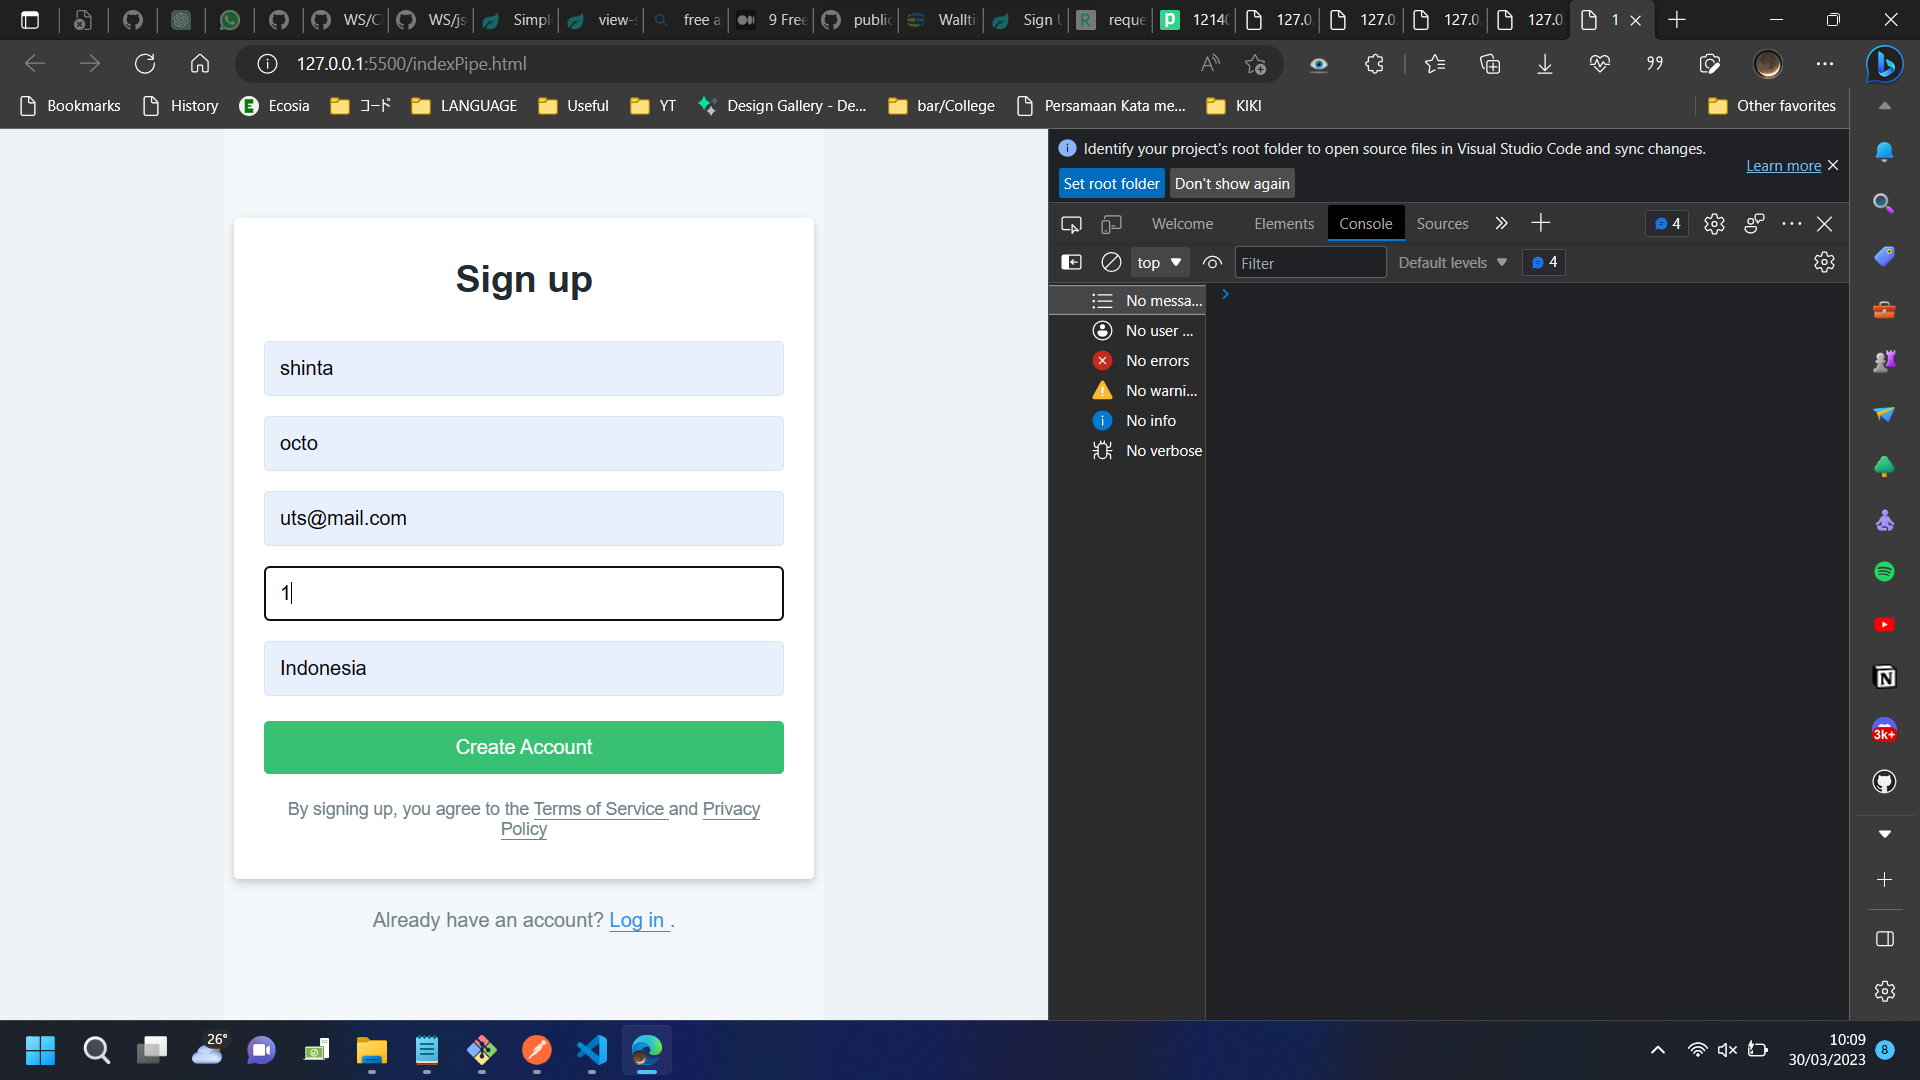 WS/C
WS/js
Simple
view-s
free a
9 Free
public
Wallti
Sign U
reque
1214
127.0.
127.0.
127.0.
127.0.
1
127.0.0.1:5500/indexPipe.html
Bookmarks
History
Ecosia
コード
LANGUAGE
Useful
YT
Design Gallery - De...
bar/College
Persamaan Kata me...
KIKI
Other favorites
Sign up
shinta
octo
uts@mail.com
1
Indonesia
Create Account
By signing up, you agree to the Terms of Service and Privacy
Policy
Already have an account? Log in .
Identify your project's root folder to open source files in Visual Studio Code and sync changes.
Learn more
Set root folder
Don't show again
Welcome
Elements
Console
Sources
4
top
Filter
Default levels
4
No messa...
No user ...
No errors
No warni...
No info
No verbose
3k+
26°
10:09
30/03/2023
8